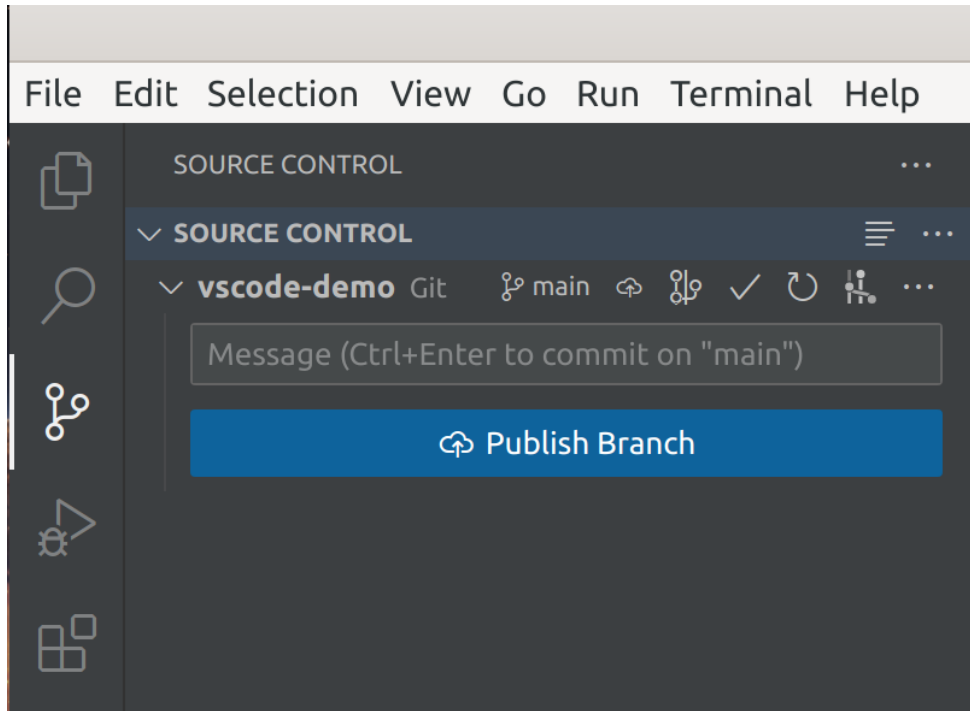 File Edit Selection View Go Run Terminal Help
SOURCE CONTROL
SOURCE CONTROL
vscode-demo Git main
Message (Ctrl+Enter to commit on "main")
Publish Branch